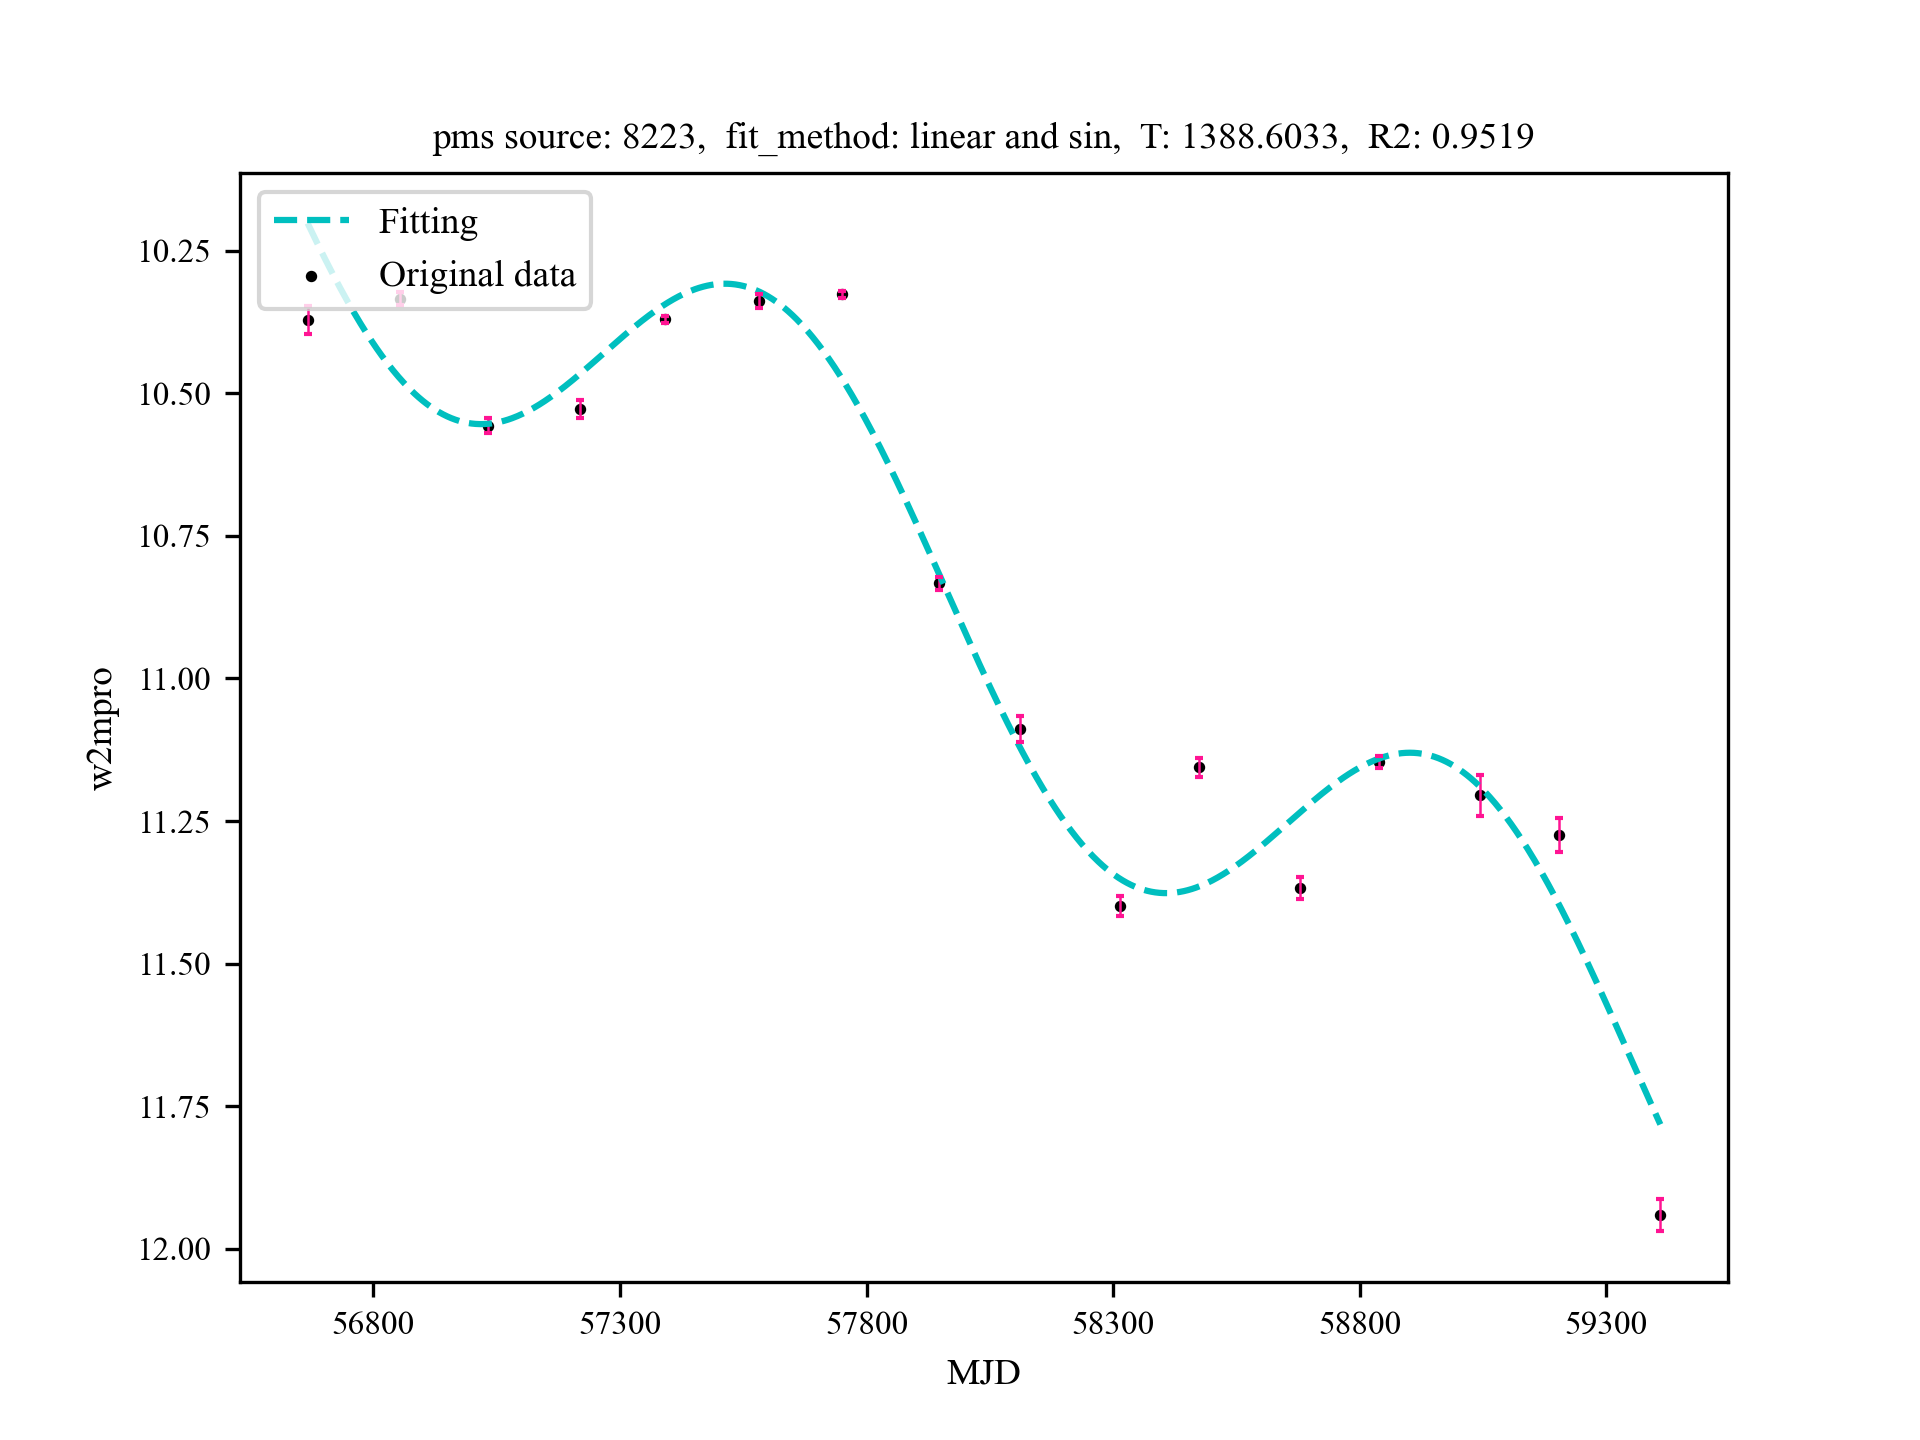 pms source: 8223, fit_method: linear and sin, T: 1388.6033, R2: 0.9519
Fitting
Original data
10.25
10.50
10.75
11.00
11.25
11.50
11.75
12.00
w2mpro
56800 57300 57800 58300 58800 59300
MJD